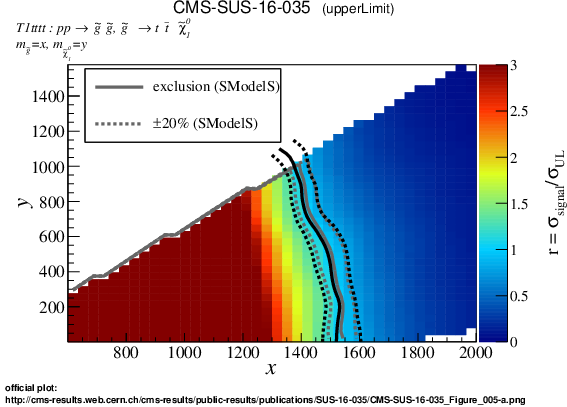 CMS-SUS-16-035 (upperLimit)
T1tttt : pp → g̃ g̃, g̃ → t t̄ χ̃₁⁰
m_g̃=x, m_χ̃₁⁰=y
exclusion (SModelS)
±20% (SModelS)
y
1400
1200
1000
800
600
400
200
800 1000 1200 1400 1600 1800 2000
x
3
2.5
2
1.5
1
0.5
0
r = σ_signal/σ_UL
official plot:
http://cms-results.web.cern.ch/cms-results/public-results/publications/SUS-16-035/CMS-SUS-16-035_Figure_005-a.png